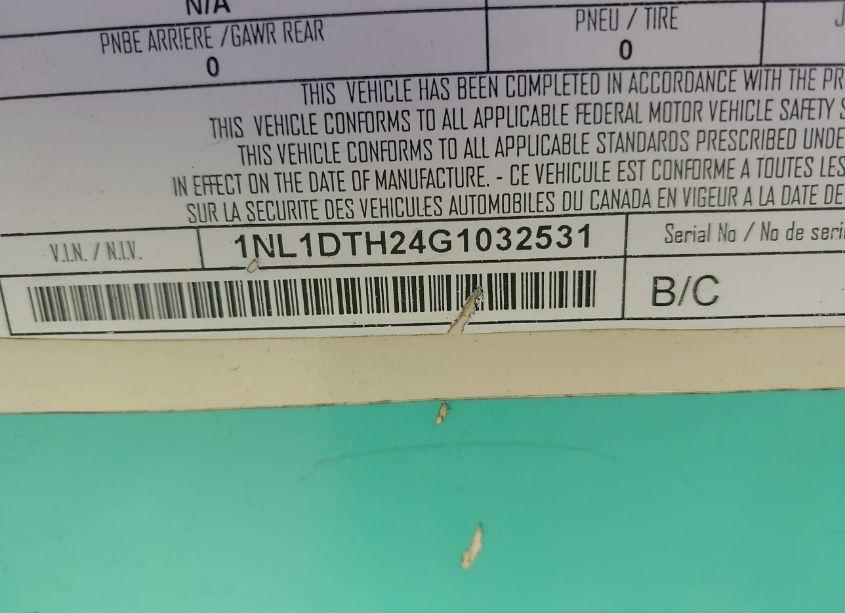 N/A
PNBE ARRIERE / GAWR REAR
0
PNEU / TIRE
0
THIS VEHICLE HAS BEEN COMPLETED IN ACCORDANCE WITH THE
THIS VEHICLE CONFORMS TO ALL APPLICABLE FEDERAL MOTOR VEHICLE SAFETY
THIS VEHICLE CONFORMS TO ALL APPLICABLE STANDARDS PRESCRIBED
IN EFFECT ON THE DATE OF MANUFACTURE. - CE VEHICULE EST CONFORME A TOUTES LES
SUR LA SECURITE DES VEHICULES AUTOMOBILES DU CANADA EN VIGEUR A LA DATE DE
V.I.N. / N.I.V.
1NL1DTH24G1032531
Serial No / No de
B/C